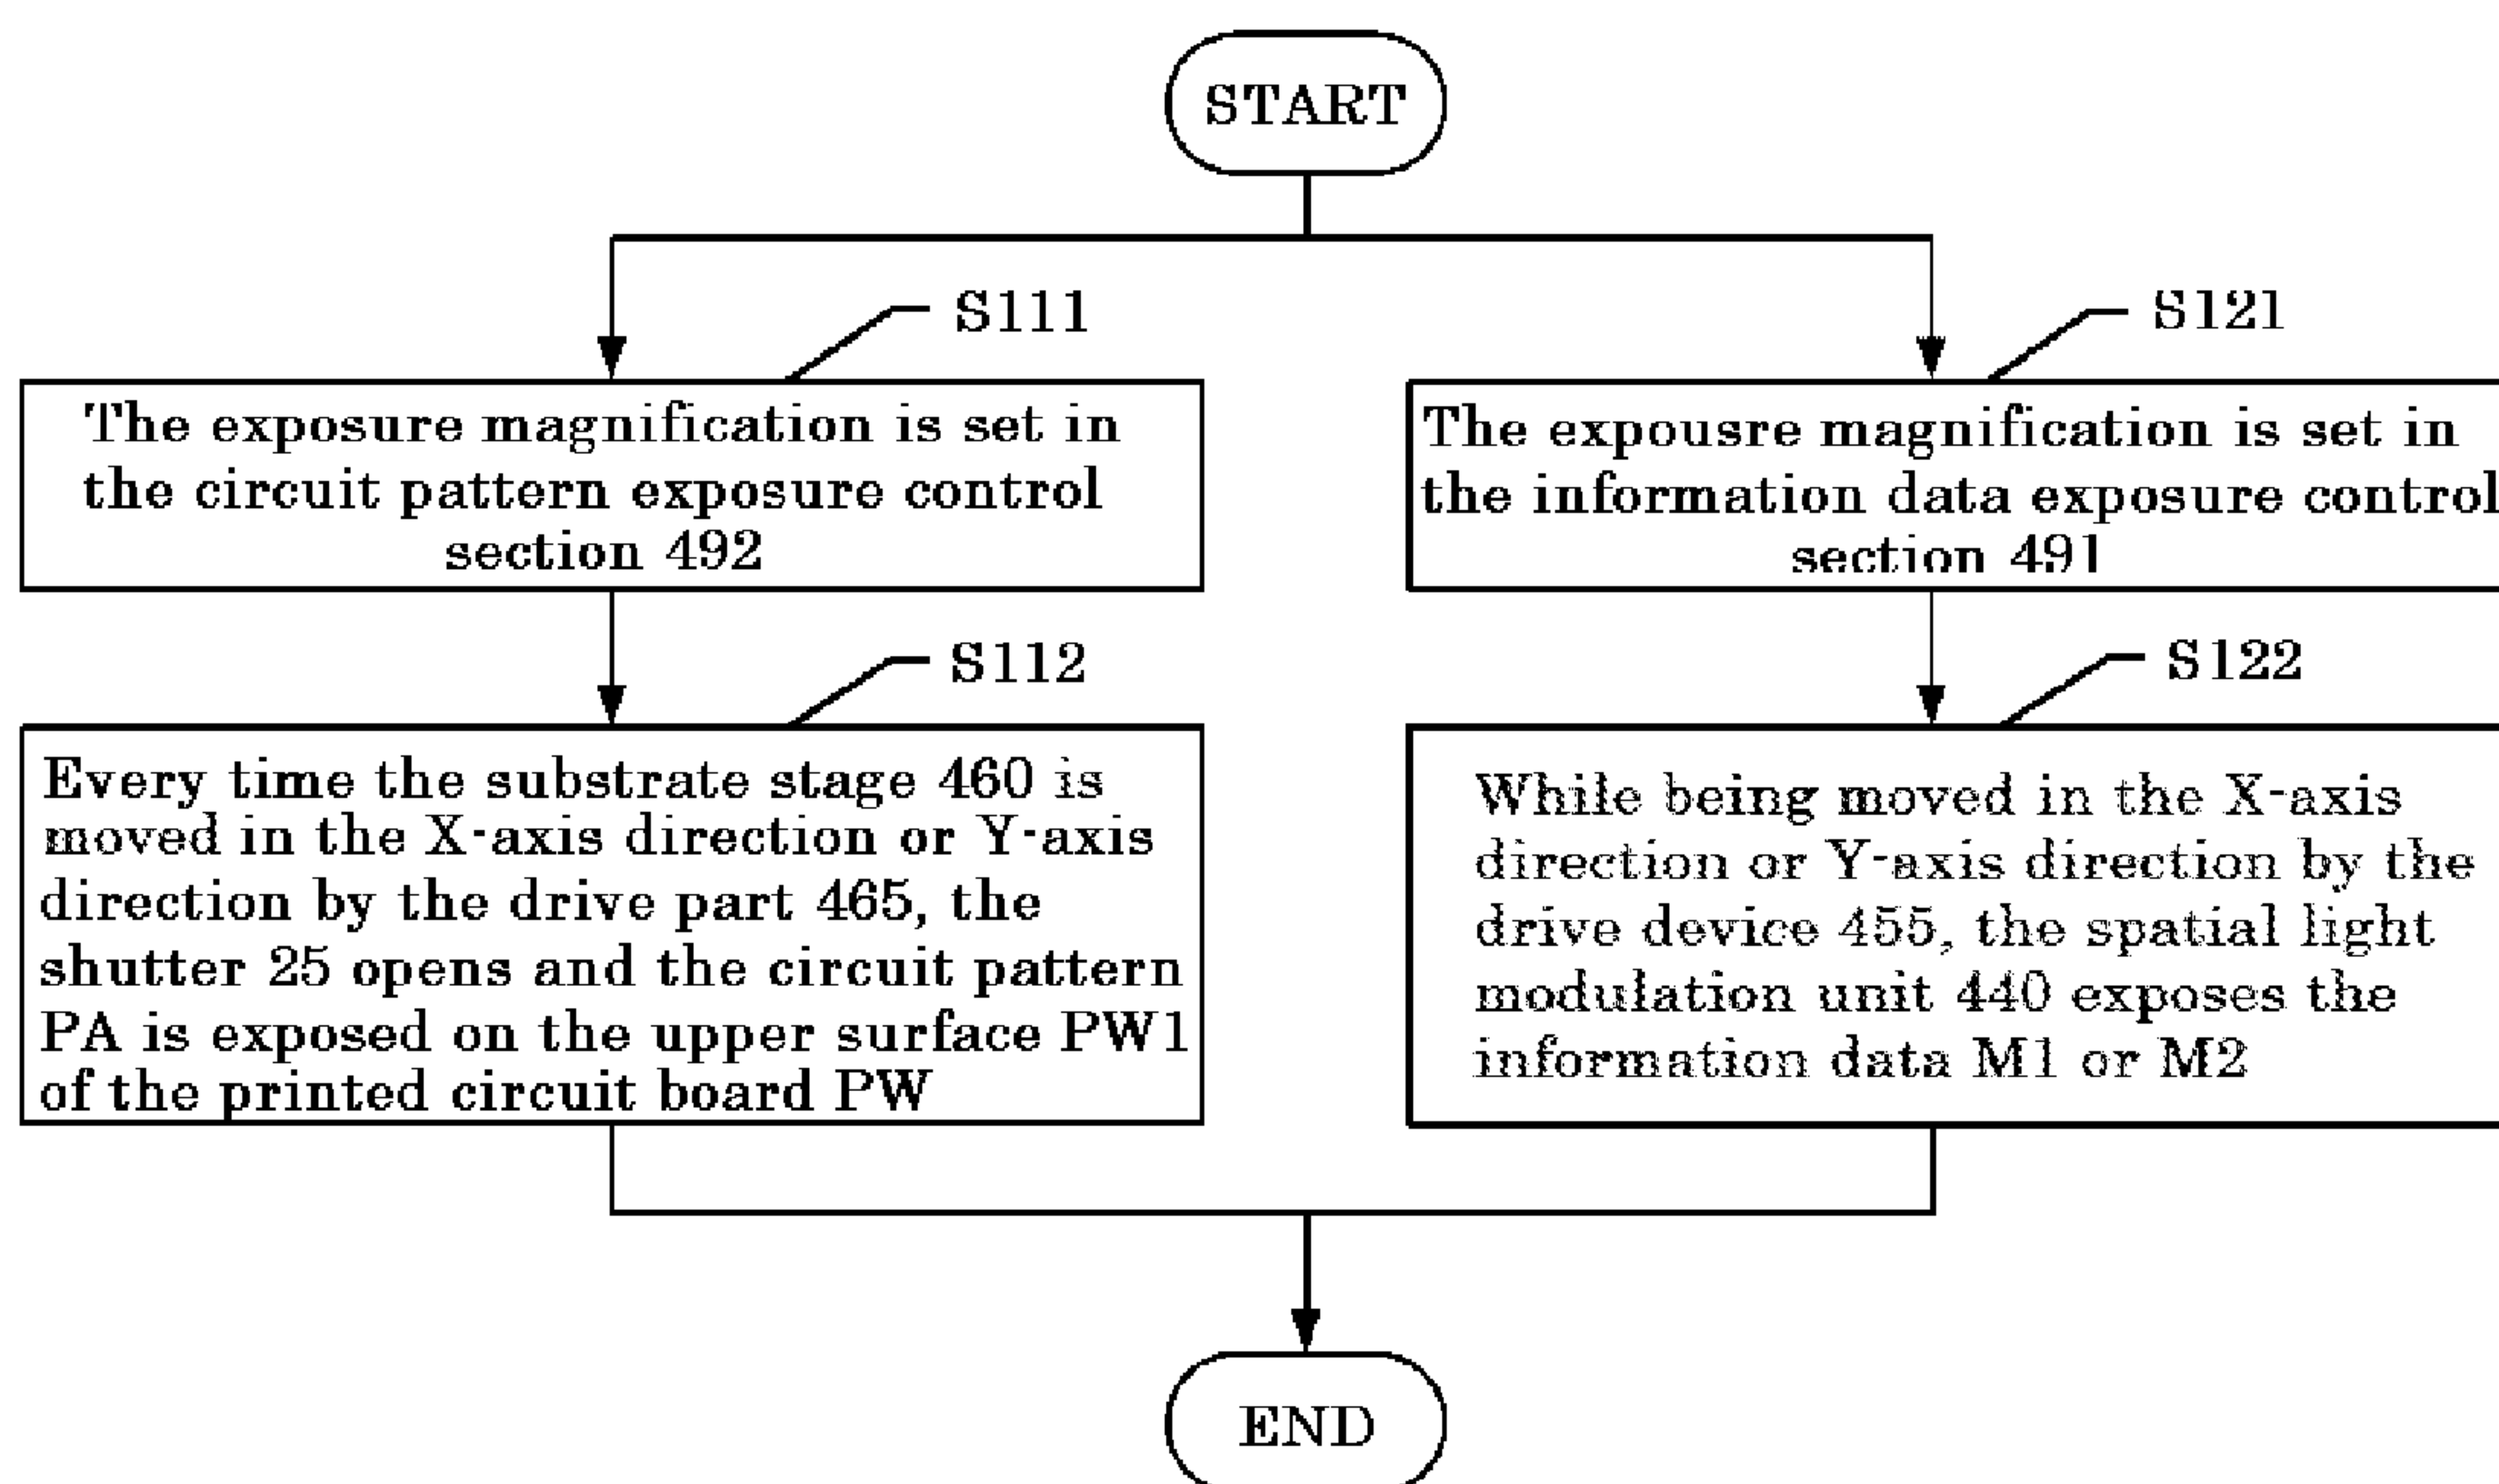 START
S111
The exposure magnification is set in
the circuit pattern exposure control
section 492
S121
The expousre magnification is set in
the information data exposure control
section 491
S112
Every time the substrate stage 460 is
moved in the X-axis direction or Y-axis
direction by the drive part 465, the
shutter 25 opens and the circuit pattern
PA is exposed on the upper surface PW1
of the printed circuit board PW
S122
While being moved in the X-axis
direction or Y-axis direction by the
drive device 455, the spatial light
modulation unit 440 exposes the
information data M1 or M2
END